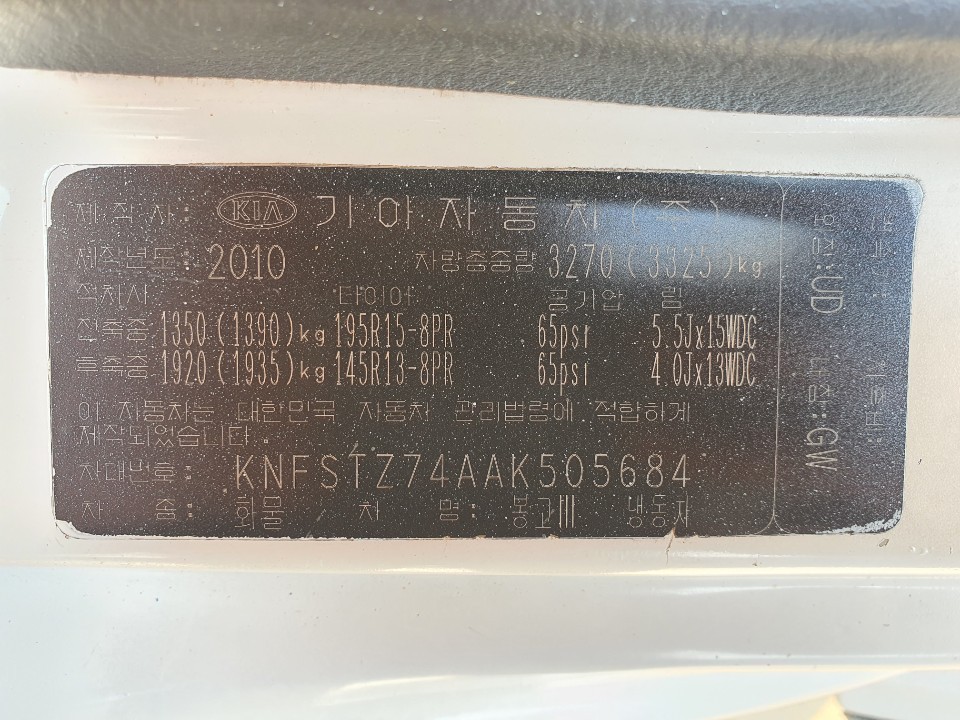 제 작 사: KIA 기 아 자 동 차 (주)
제작년도: 2010 차량총중량 3270 (3325) kg
적차시 타이어 공기압 림
전축중 1350 (1390) kg 195R15-8PR 65psi 5.5Jx15WDC
후축중 1920 (1935) kg 145R13-8PR 65psi 4.0Jx13WDC
이 자동차는 대한민국 자동차 관리법령에 적합하게
제작되었습니다.
차대번호: KNFSTZ74AAK505684
차 종: 화물 / 차 명: 봉고III 냉동차
외장:UD 내장:GW